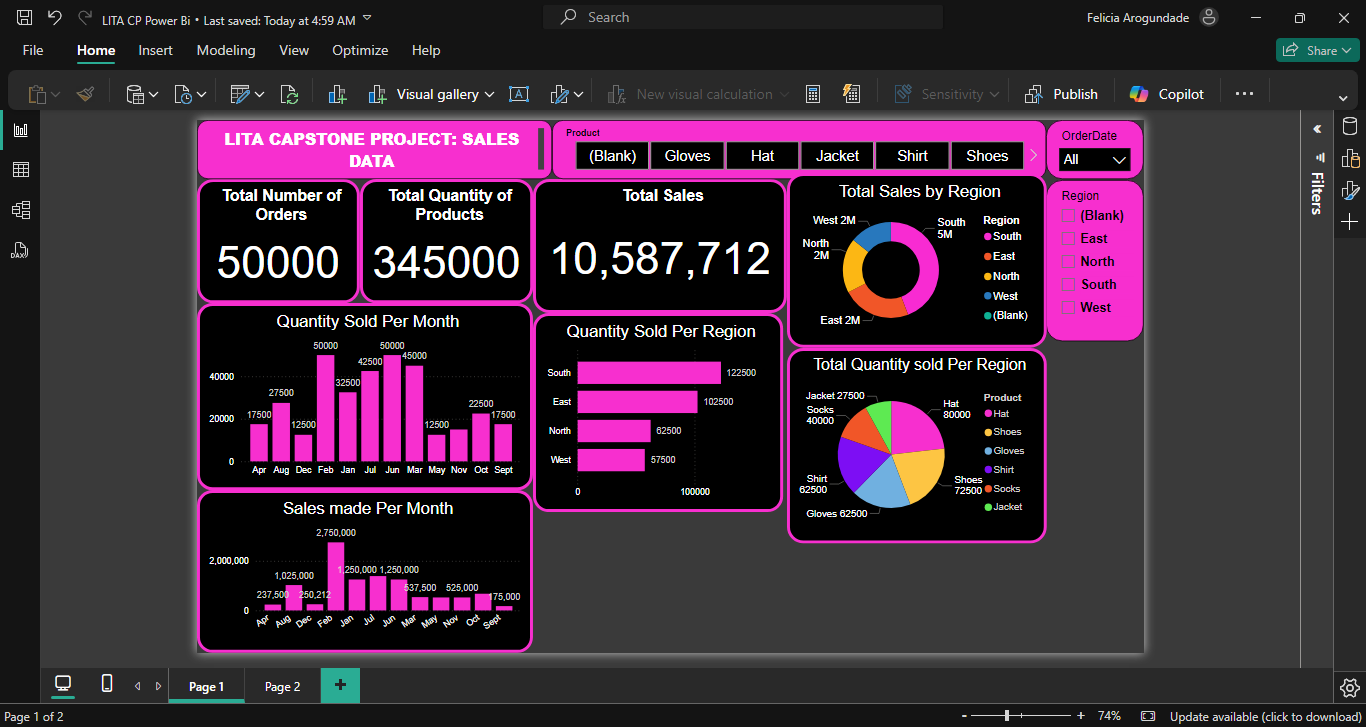 LITA CP Power Bi • Last saved: Today at 4:59 AM
Search
Felicia Arogundade
File Home Insert Modeling View Optimize Help
Share
Visual gallery
New visual calculation
Sensitivity
Publish
Copilot
LITA CAPSTONE PROJECT: SALES
DATA
Product
(Blank) Gloves Hat Jacket Shirt Shoes
OrderDate
All
Filters
Region
(Blank)
East
North
South
West
Total Number of
Orders
50000
Total Quantity of
Products
345000
Total Sales
10,587,712
Total Sales by Region
West 2M
North
2M
East 2M
South
5M
Region
South
East
North
West
(Blank)
Quantity Sold Per Month
40000
20000
0
17500 27500 12500 50000 32500 42500 50000 45000 12500 22500 17500
Apr Aug Dec Feb Jan Jul Jun Mar May Nov Oct Sept
Quantity Sold Per Region
South 122500
East 102500
North 62500
West 57500
0 100000
Total Quantity sold Per Region
Jacket 27500
Socks
40000
Shirt
62500
Gloves 62500
Hat
80000
Shoes
72500
Product
Hat
Shoes
Gloves
Shirt
Socks
Jacket
Sales made Per Month
2,000,000
0
237,500 1,025,000 250,212 2,750,000 1,250,000 1,250,000 537,500 525,000 175,000
Apr Aug Dec Feb Jan Jul Jun Mar May Nov Oct Sept
Page 1 Page 2
Page 1 of 2
- + 74%
Update available (click to download)
DAX